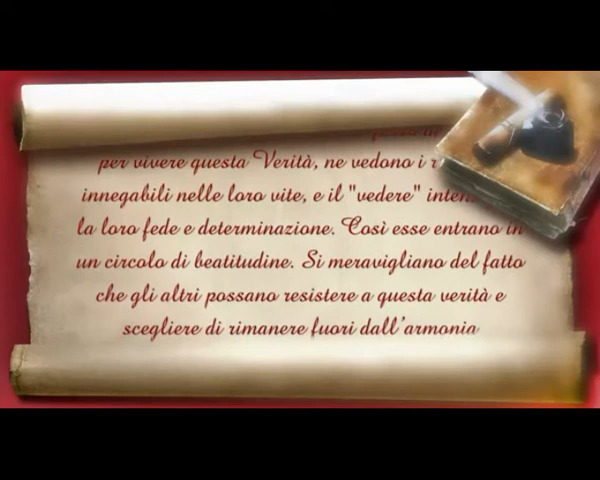 per vivere questa Verità, ne vedono i
innegabili nelle loro vite, e il "vedere"
la loro fede e determinazione. Così esse entrano in
un circolo di beatitudine. Si meravigliano del fatto
che gli altri possano resistere a questa verità e
scegliere di rimanere fuori dall'armonia